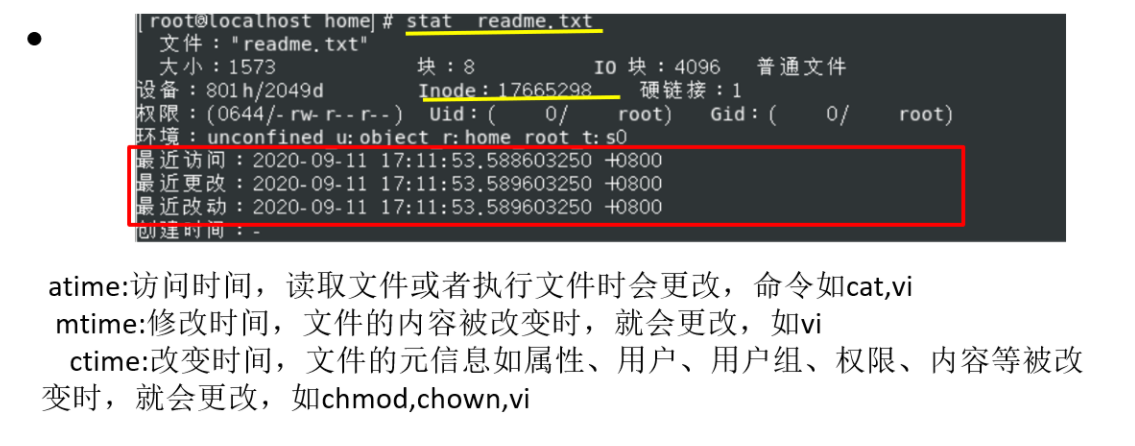 [root@localhost home]# stat  readme.txt
文件："readme.txt"
大小：1573 块：8 IO 块：4096 普通文件
设备：801h/2049d Inode：17665298 硬链接：1
权限：(0644/-rw-r--r--) Uid：( 0/ root) Gid：( 0/ root)
环境：unconfined_u:object_r:home_root_t:s0
最近访问：2020-09-11 17:11:53.588603250 +0800
最近更改：2020-09-11 17:11:53.589603250 +0800
最近改动：2020-09-11 17:11:53.589603250 +0800
创建时间：-
atime:访问时间，读取文件或者执行文件时会更改，命令如cat,vi
mtime:修改时间，文件的内容被改变时，就会更改，如vi
ctime:改变时间，文件的元信息如属性、用户、用户组、权限、内容等被改
变时，就会更改，如chmod,chown,vi